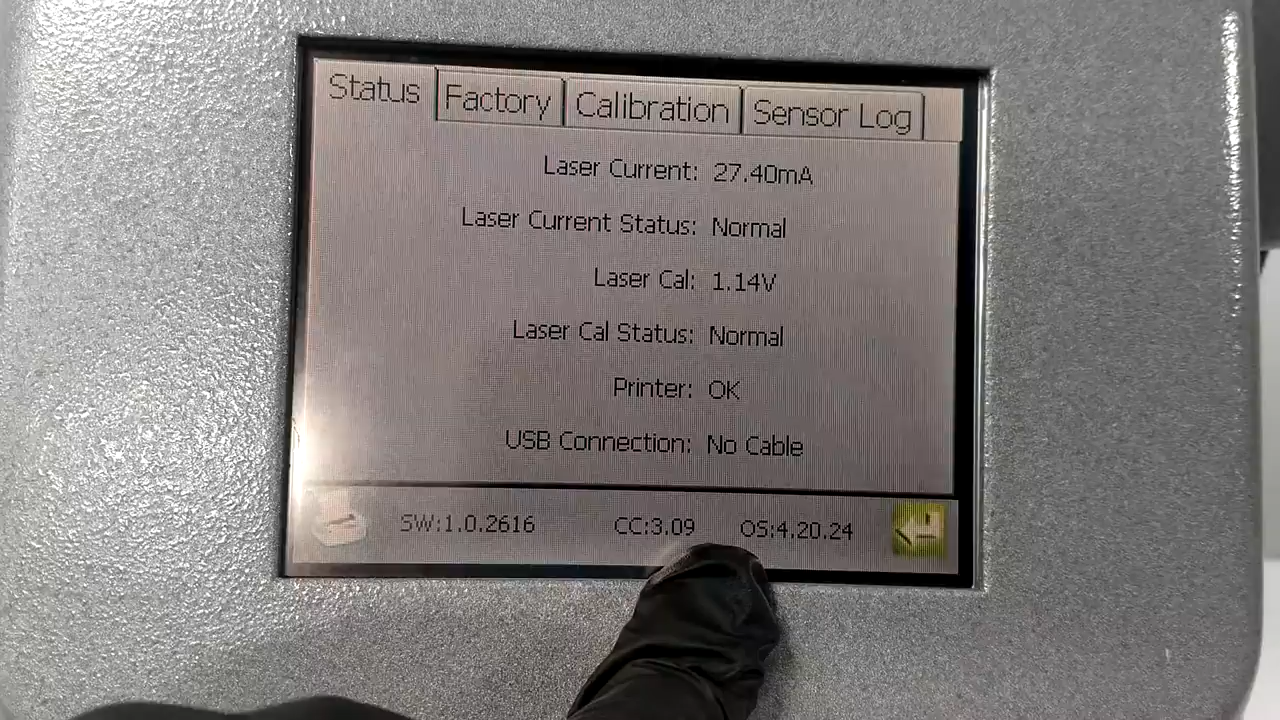 Status Factory Calibration Sensor Log
Laser Current: 27.40mA
Laser Current Status: Normal
Laser Cal: 1.14V
Laser Cal Status: Normal
Printer: OK
USB Connection: No Cable
SW:1.0.2616 CC:3.09 OS:4.20.24